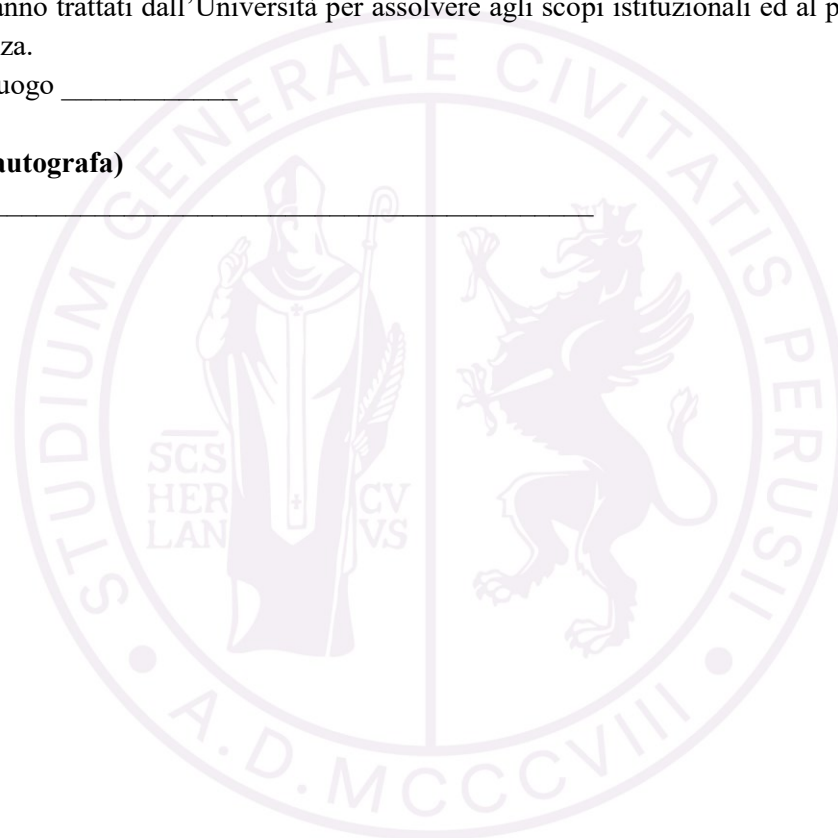 anno trattati dall’Università per assolvere agli scopi istituzionali ed al p
za.
uogo ____________
autografa)
STUDIUM GENERALE CIVITATIS PERUSII
SCS
HER
LAN
CV
VS
A.D. MCCCVIII